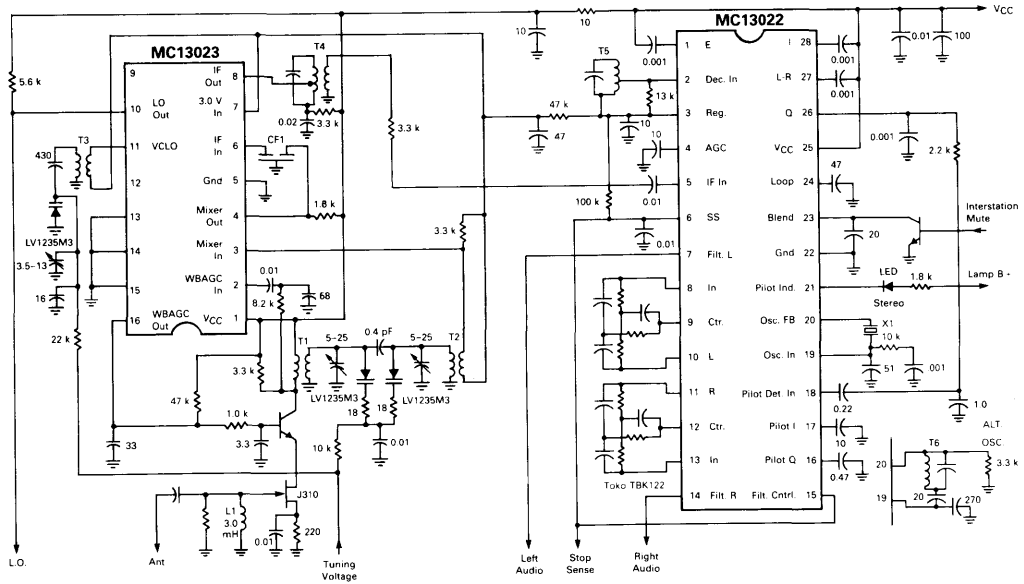 VCC
10
10
MC13023
MC13022
0.01
100
T4
T5
9
IF
Out
8
1
E
I
28
0.001
0.001
5.6 k
10
LO
Out
3.0 V
In
7
2
Dec. In
L-R
27
0.001
13 k
3.3 k
0.02
47 k
3
Reg.
Q
26
T3
11
VCLO
IF
In
6
CF1
3.3 k
47
10
10
0.001
430
4
AGC
VCC
25
2.2 k
12
Gnd
5
47
5
IF In
Loop
24
0.01
13
Mixer
Out
4
1.8 k
100 k
Interstation
Mute
6
SS
Blend
23
LV1235M3
3.3 k
0.01
20
14
Mixer
In
3
3.5–13
7
Filt. L
Gnd
22
0.01
LED
1.8 k
Lamp B -
WBAGC
In
2
68
8
In
Pilot Ind.
21
Stereo
16
15
8.2 k
WBAGC
Out
VCC
1
0.4 pF
9
Ctr.
Osc. FB
20
X1
16
5–25
5–25
22 k
T1
T2
10 k
3.3 k
10
L
Osc. In
19
51
.001
LV1235M3
LV1235M3
11
R
Pilot Det. In
18
47 k
18
18
0.22
1.0 k
1.0
12
Ctr.
Pilot I
17
33
3.3
10 k
0.01
10
ALT.
OSC
T6
13
In
Pilot Q
16
20
3.3 k
Toko TBK122
0.47
J310
14
Filt. R
Filt. Cntrl.
15
19
20
270
L1
3.0
mH
0.01
220
L.O.
Ant
Tuning
Voltage
Left
Audio
Stop
Sense
Right
Audio